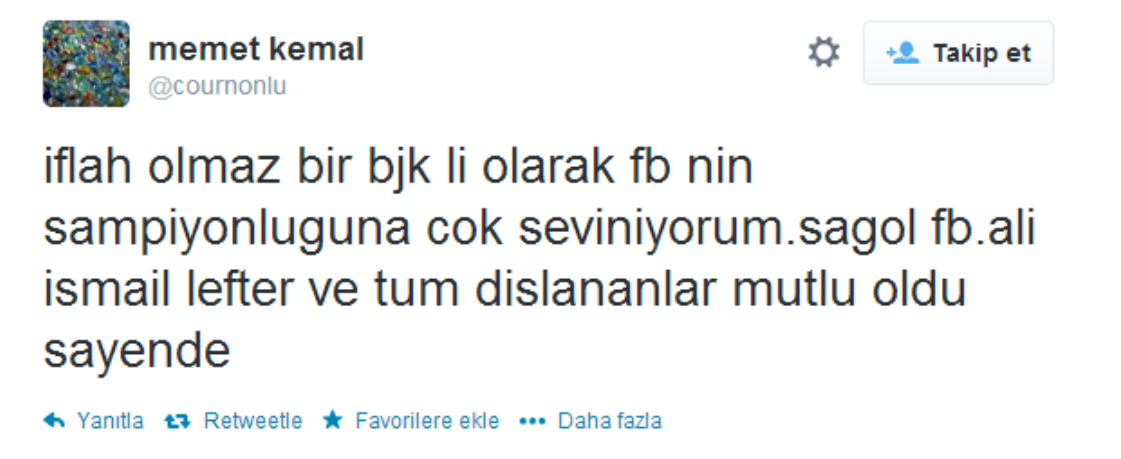 memet kemal
@cournonlu
Takip et
iflah olmaz bir bjk li olarak fb nin
sampiyonluguna cok seviniyorum.sagol fb.ali
ismail lefter ve tum dislananlar mutlu oldu
sayende
Yanıtla Retweetle Favorilere ekle Daha fazla